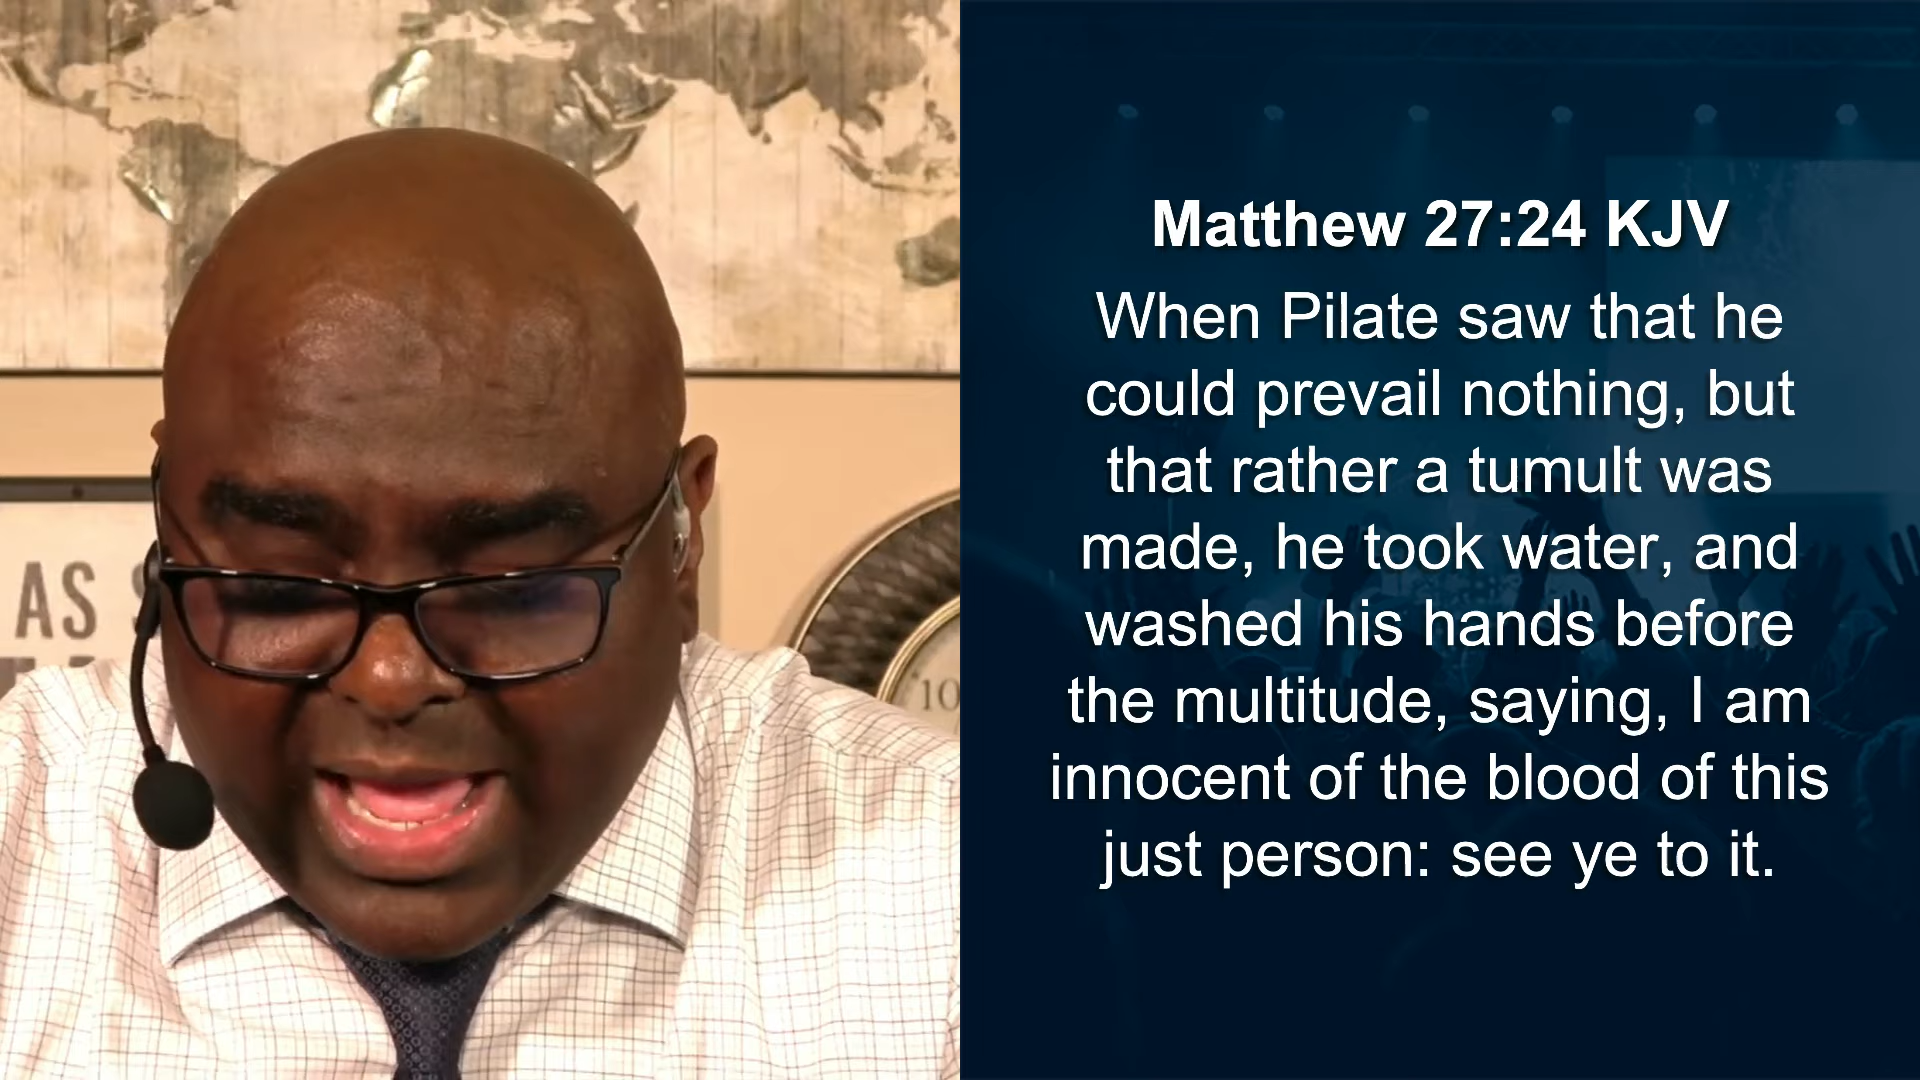 AS
10
Matthew 27:24 KJV
When Pilate saw that he
could prevail nothing, but
that rather a tumult was
made, he took water, and
washed his hands before
the multitude, saying, I am
innocent of the blood of this
just person: see ye to it.